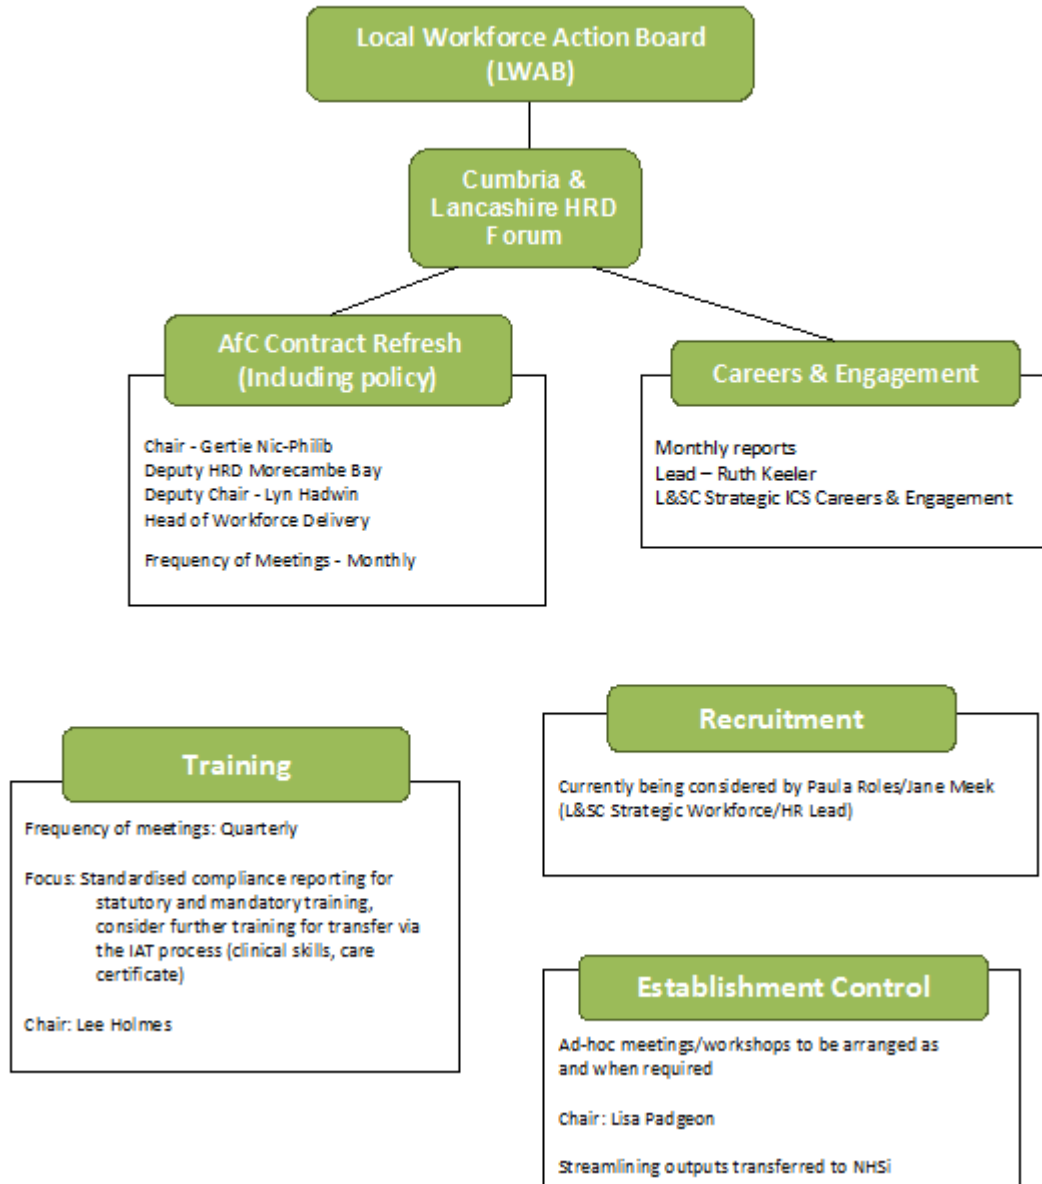 Local Workforce Action Board
(LWAB)
Cumbria &
Lancashire HRD
Forum
AfC Contract Refresh
(Including policy)
Chair - Gertie Nic-Philib
Deputy HRD Morecambe Bay
Deputy Chair - Lyn Hadwin
Head of Workforce Delivery
Frequency of Meetings - Monthly
Careers & Engagement
Monthly reports
Lead – Ruth Keeler
L&SC Strategic ICS Careers & Engagement
Training
Frequency of meetings: Quarterly
Focus: Standardised compliance reporting for
statutory and mandatory training,
consider further training for transfer via
the IAT process (clinical skills, care
certificate)
Chair: Lee Holmes
Recruitment
Currently being considered by Paula Roles/Jane Meek
(L&SC Strategic Workforce/HR Lead)
Establishment Control
Ad-hoc meetings/workshops to be arranged as
and when required
Chair: Lisa Padgeon
Streamlining outputs transferred to NHSi